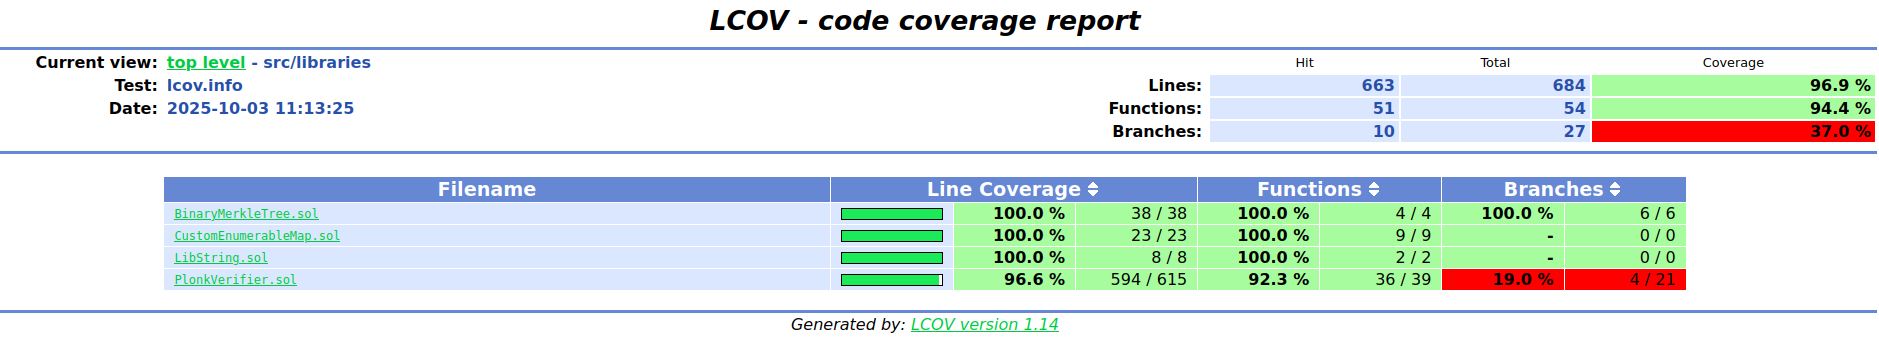 LCOV - code coverage report
Current view: top level - src/libraries
Hit Total Coverage
Test: lcov.info
Lines: 663 684 96.9 %
Date: 2025-10-03 11:13:25
Functions: 51 54 94.4 %
Branches: 10 27 37.0 %
Filename Line Coverage Functions Branches
BinaryMerkleTree.sol 100.0 % 38 / 38 100.0 % 4 / 4 100.0 % 6 / 6
CustomEnumerableMap.sol 100.0 % 23 / 23 100.0 % 9 / 9 - 0 / 0
LibString.sol 100.0 % 8 / 8 100.0 % 2 / 2 - 0 / 0
PlonkVerifier.sol 96.6 % 594 / 615 92.3 % 36 / 39 19.0 % 4 / 21
Generated by: LCOV version 1.14